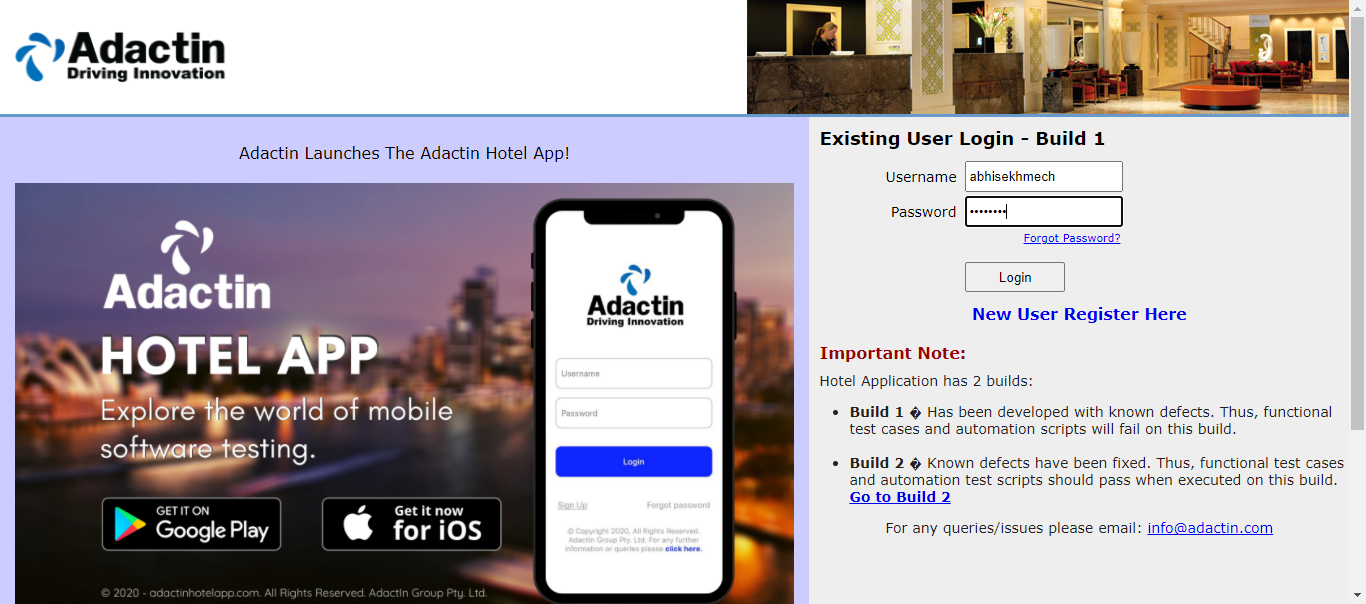 Adactin
Driving Innovation
Adactin Launches The Adactin Hotel App!
Adactin
HOTEL APP
Explore the world of mobile
software testing.
GET IT ON
Google Play
Get it now
for iOS
© 2020 - adactinhotelapp.com. All Rights Reserved. Adactin Group Pty. Ltd.
Adactin
Driving Innovation
Username
Password
Login
Sign Up Forgot password
© Copyright 2020, All Rights Reserved.
Adactin Group Pty. Ltd. For any further
information or queries please click here.
Existing User Login - Build 1
Username abhisekhmech
Password ••••••••
Forgot Password?
Login
New User Register Here
Important Note:
Hotel Application has 2 builds:
• Build 1 � Has been developed with known defects. Thus, functional
test cases and automation scripts will fail on this build.
• Build 2 � Known defects have been fixed. Thus, functional test cases
and automation test scripts should pass when executed on this build.
Go to Build 2
For any queries/issues please email: info@adactin.com